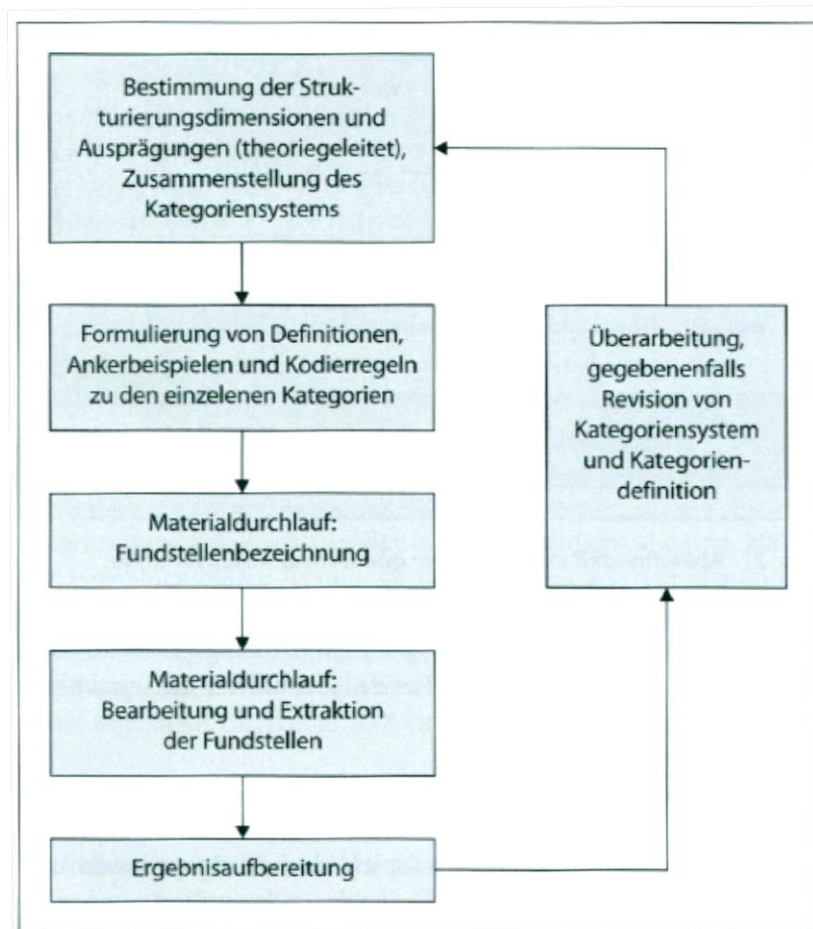 Bestimmung der Struk-
turierungsdimensionen und
Ausprägungen (theoriegeleitet),
Zusammenstellung des
Kategoriensystems
Formulierung von Definitionen,
Ankerbeispielen und Kodierregeln
zu den einzelenen Kategorien
Materialdurchlauf:
Fundstellenbezeichnung
Materialdurchlauf:
Bearbeitung und Extraktion
der Fundstellen
Ergebnisaufbereitung
Überarbeitung,
gegebenenfalls
Revision von
Kategoriensystem
und Kategorien-
definition